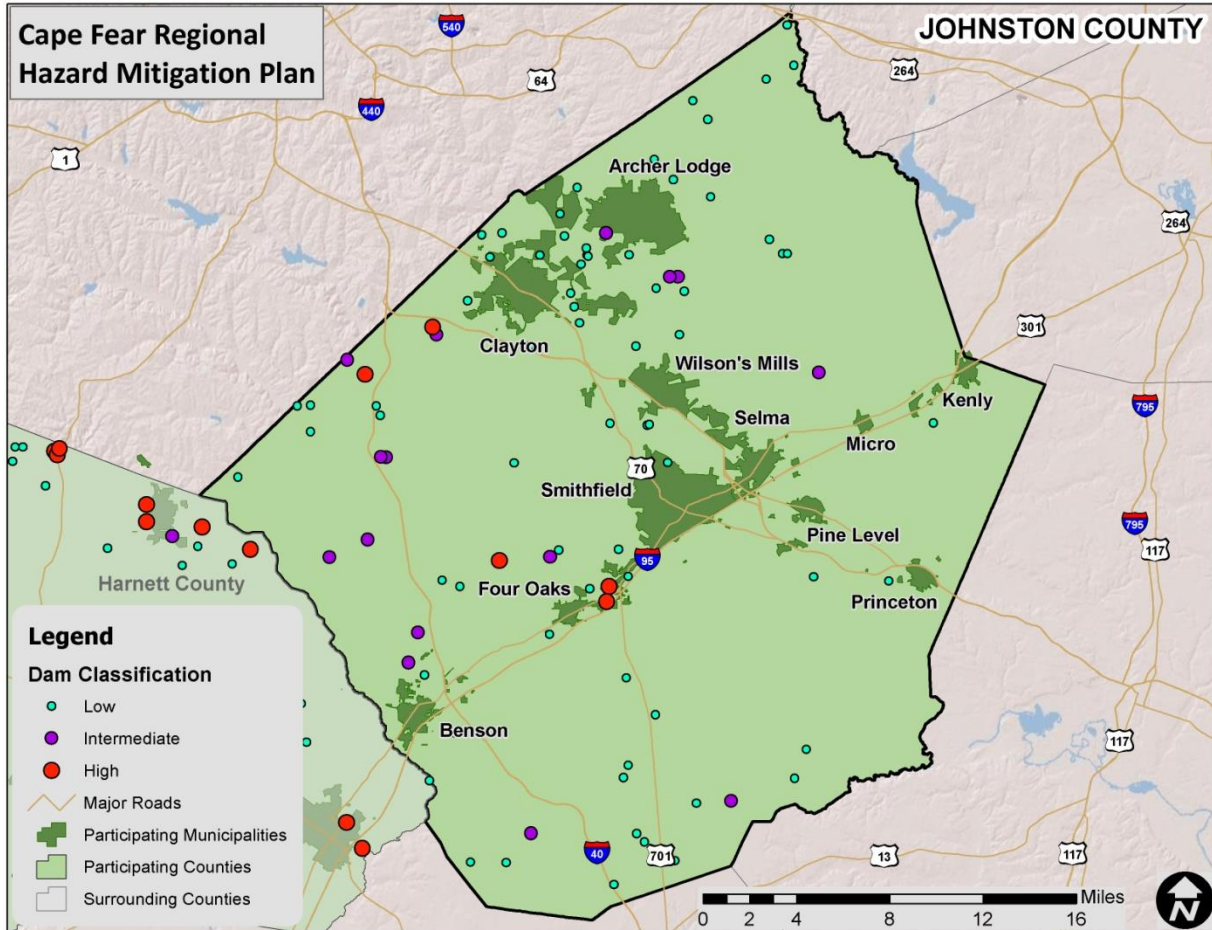 Cape Fear Regional
Hazard Mitigation Plan
JOHNSTON COUNTY
540
264
64
440
1
Archer Lodge
264
301
Clayton
Wilson's Mills
Kenly
795
Selma
Micro
70
Smithfield
795
117
Pine Level
95
Harnett County
Four Oaks
Princeton
Benson
117
40
701
13
117
Legend
Dam Classification
Low
Intermediate
High
Major Roads
Participating Municipalities
Participating Counties
Surrounding Counties
Miles
0 2 4 8 12 16
N